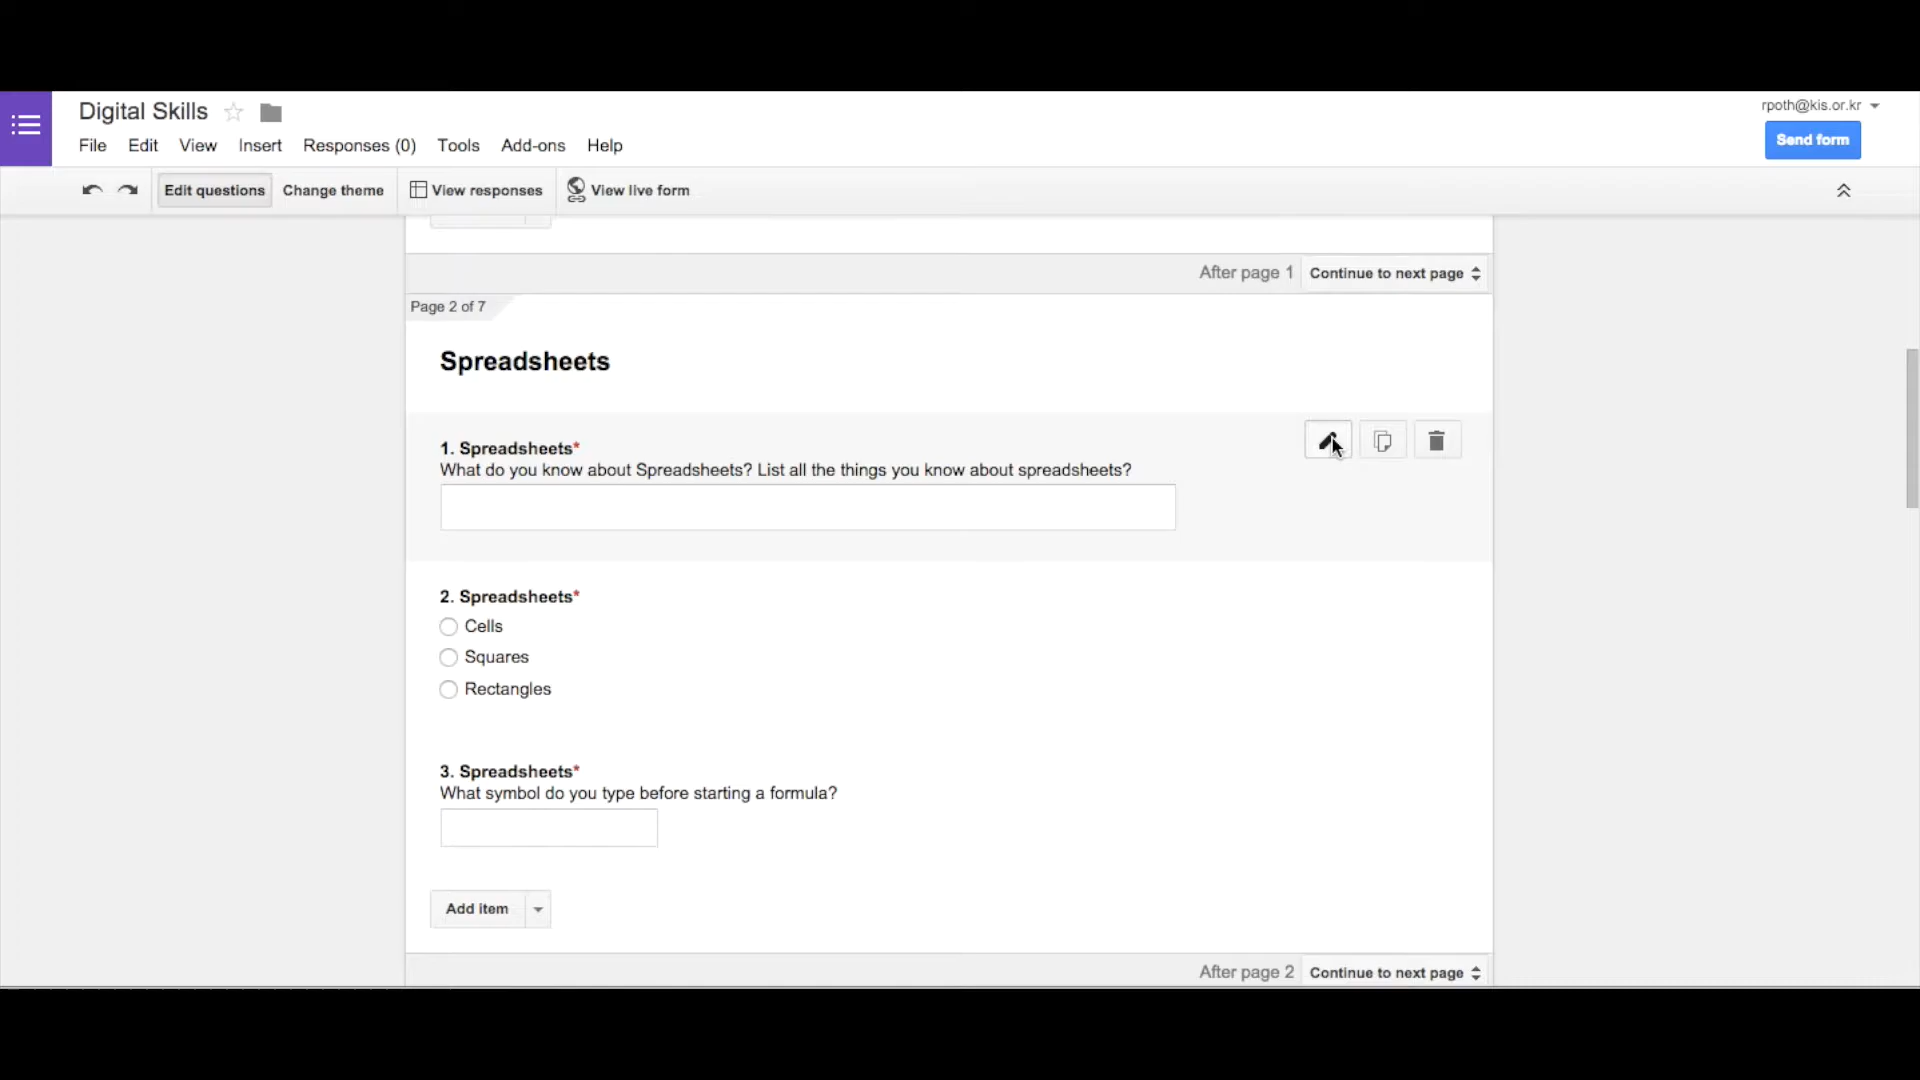 Digital Skills
rpoth@kis.or.kr
File Edit View Insert Responses (0) Tools Add-ons Help
Send form
Edit questions Change theme View responses View live form
After page 1 Continue to next page
Page 2 of 7
Spreadsheets
1. Spreadsheets*
What do you know about Spreadsheets? List all the things you know about spreadsheets?
2. Spreadsheets*
Cells
Squares
Rectangles
3. Spreadsheets*
What symbol do you type before starting a formula?
Add item
After page 2 Continue to next page